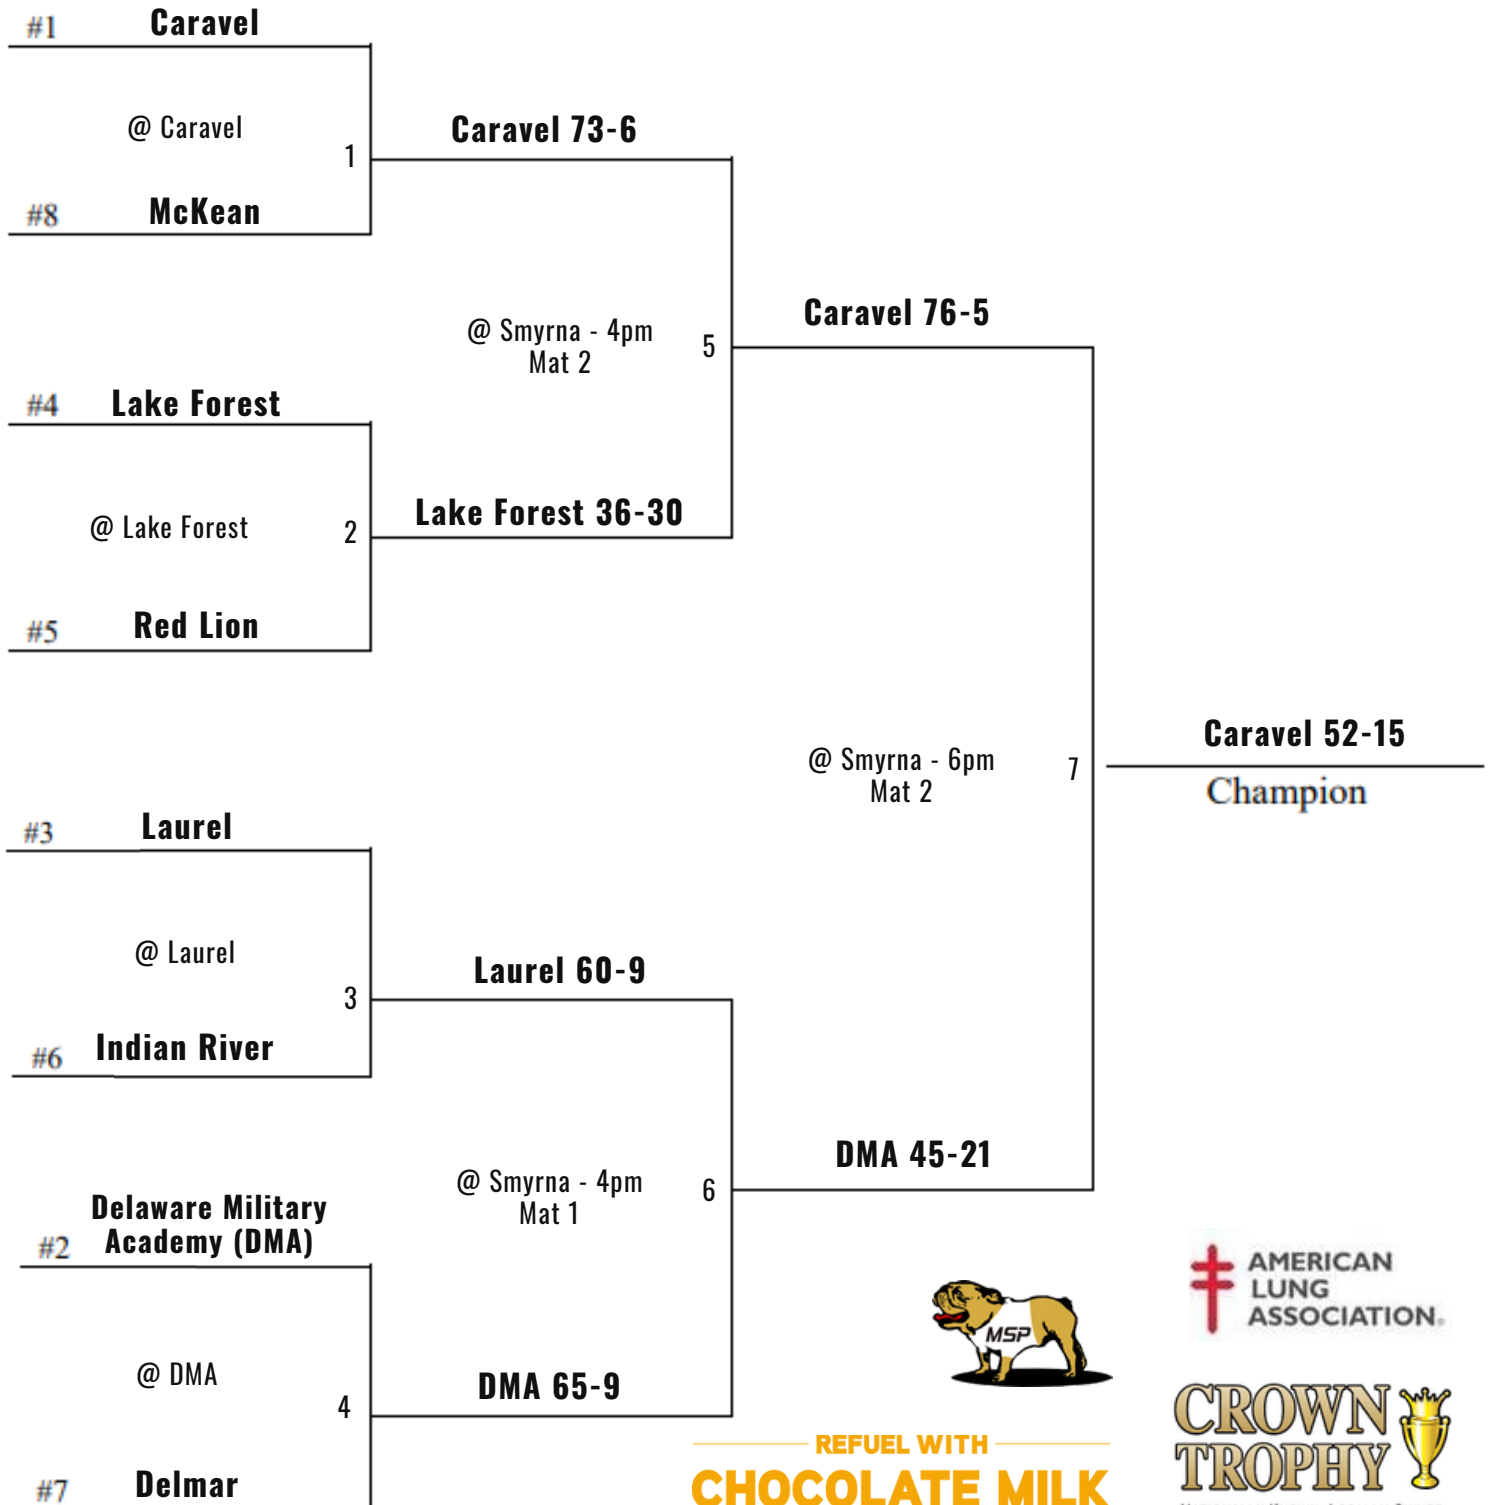 #1 Caravel
@ Caravel
1
Caravel 73-6
#8 McKean
@ Smyrna - 4pm
Mat 2
5
Caravel 76-5
#4 Lake Forest
@ Lake Forest
2
Lake Forest 36-30
#5 Red Lion
@ Smyrna - 6pm
Mat 2
7
Caravel 52-15
Champion
#3 Laurel
@ Laurel
3
Laurel 60-9
#6 Indian River
@ Smyrna - 4pm
Mat 1
6
DMA 45-21
Delaware Military
#2 Academy (DMA)
@ DMA
4
DMA 65-9
#7 Delmar
MSP
REFUEL WITH
CHOCOLATE MILK
AMERICAN
LUNG
ASSOCIATION®
CROWN
TROPHY